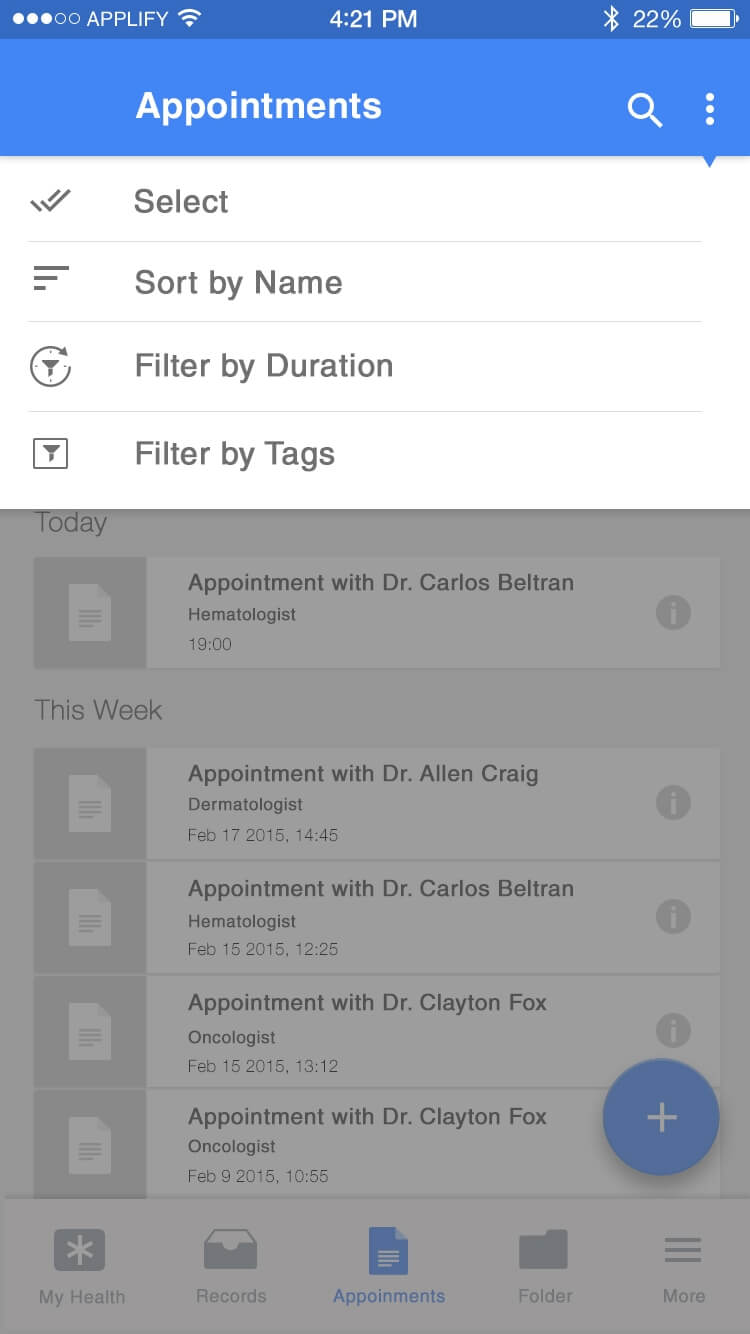 APPLIFY 4:21 PM 22%
Appointments
Select
Sort by Name
Filter by Duration
Filter by Tags
Today
Appointment with Dr. Carlos Beltran
Hematologist
19:00
This Week
Appointment with Dr. Allen Craig
Dermatologist
Feb 17 2015, 14:45
Appointment with Dr. Carlos Beltran
Hematologist
Feb 15 2015, 12:25
Appointment with Dr. Clayton Fox
Oncologist
Feb 15 2015, 13:12
Appointment with Dr. Clayton Fox
Oncologist
Feb 9 2015, 10:55
My Health Records Appoinments Folder More